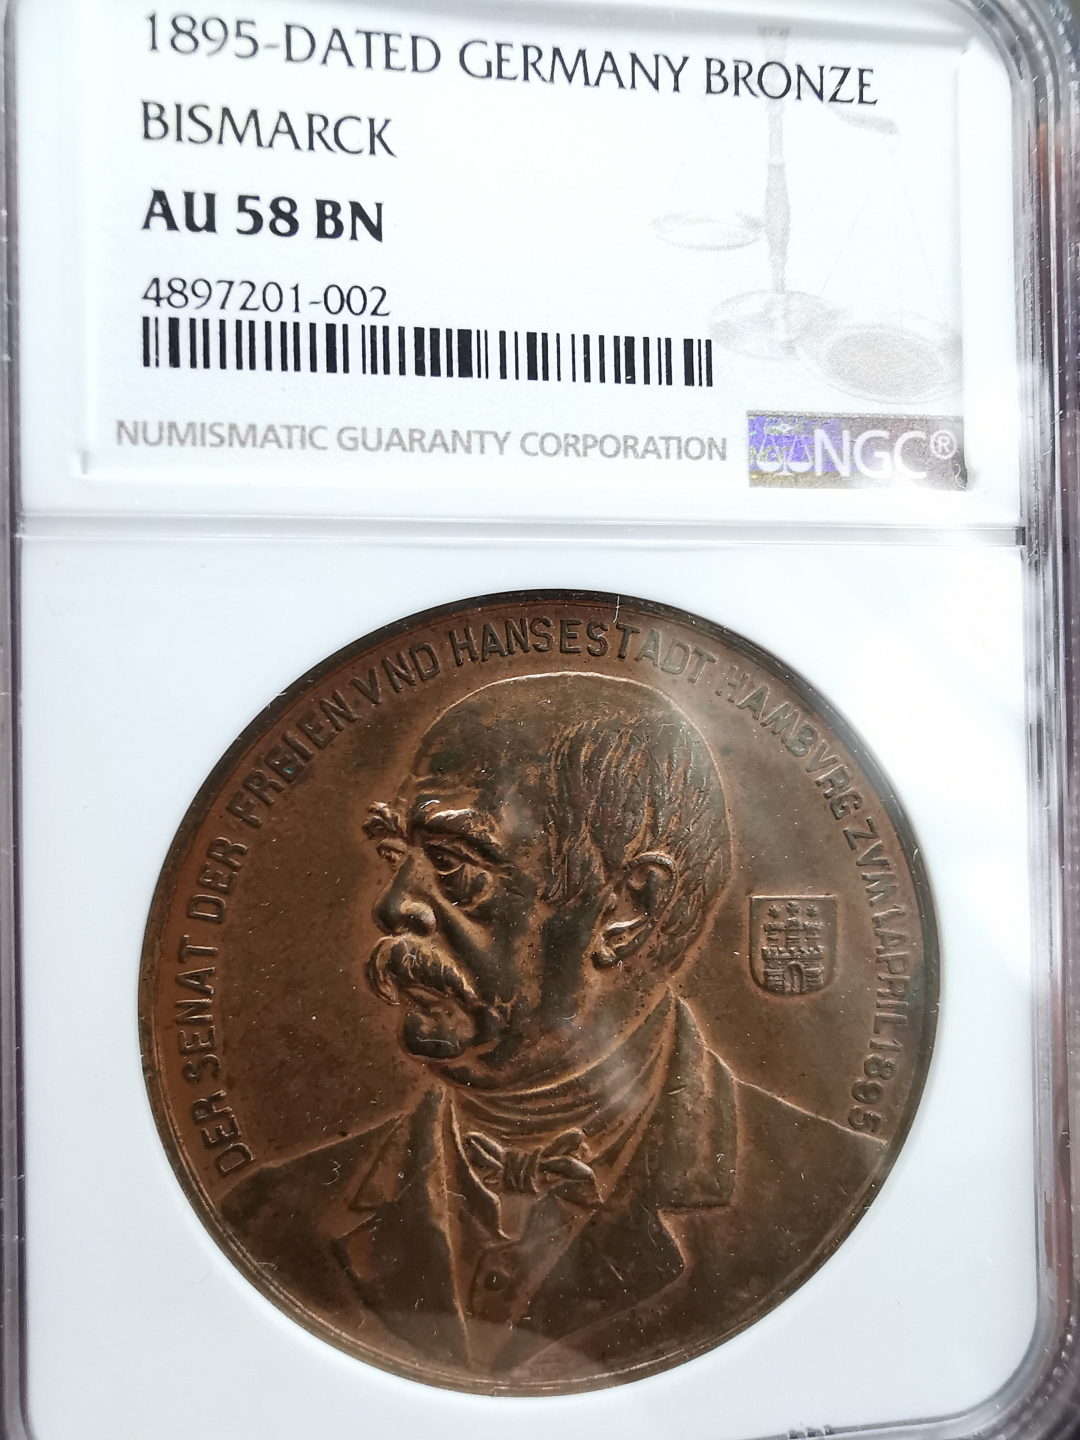 1895-DATED GERMANY BRONZE
BISMARCK
AU 58 BN
4897201-002
NUMISMATIC GUARANTY CORPORATION
NGC®
DER SENAT DER FREIEN VND HANSESTADT HAMBVRG ZVM 1 APRIL 1895